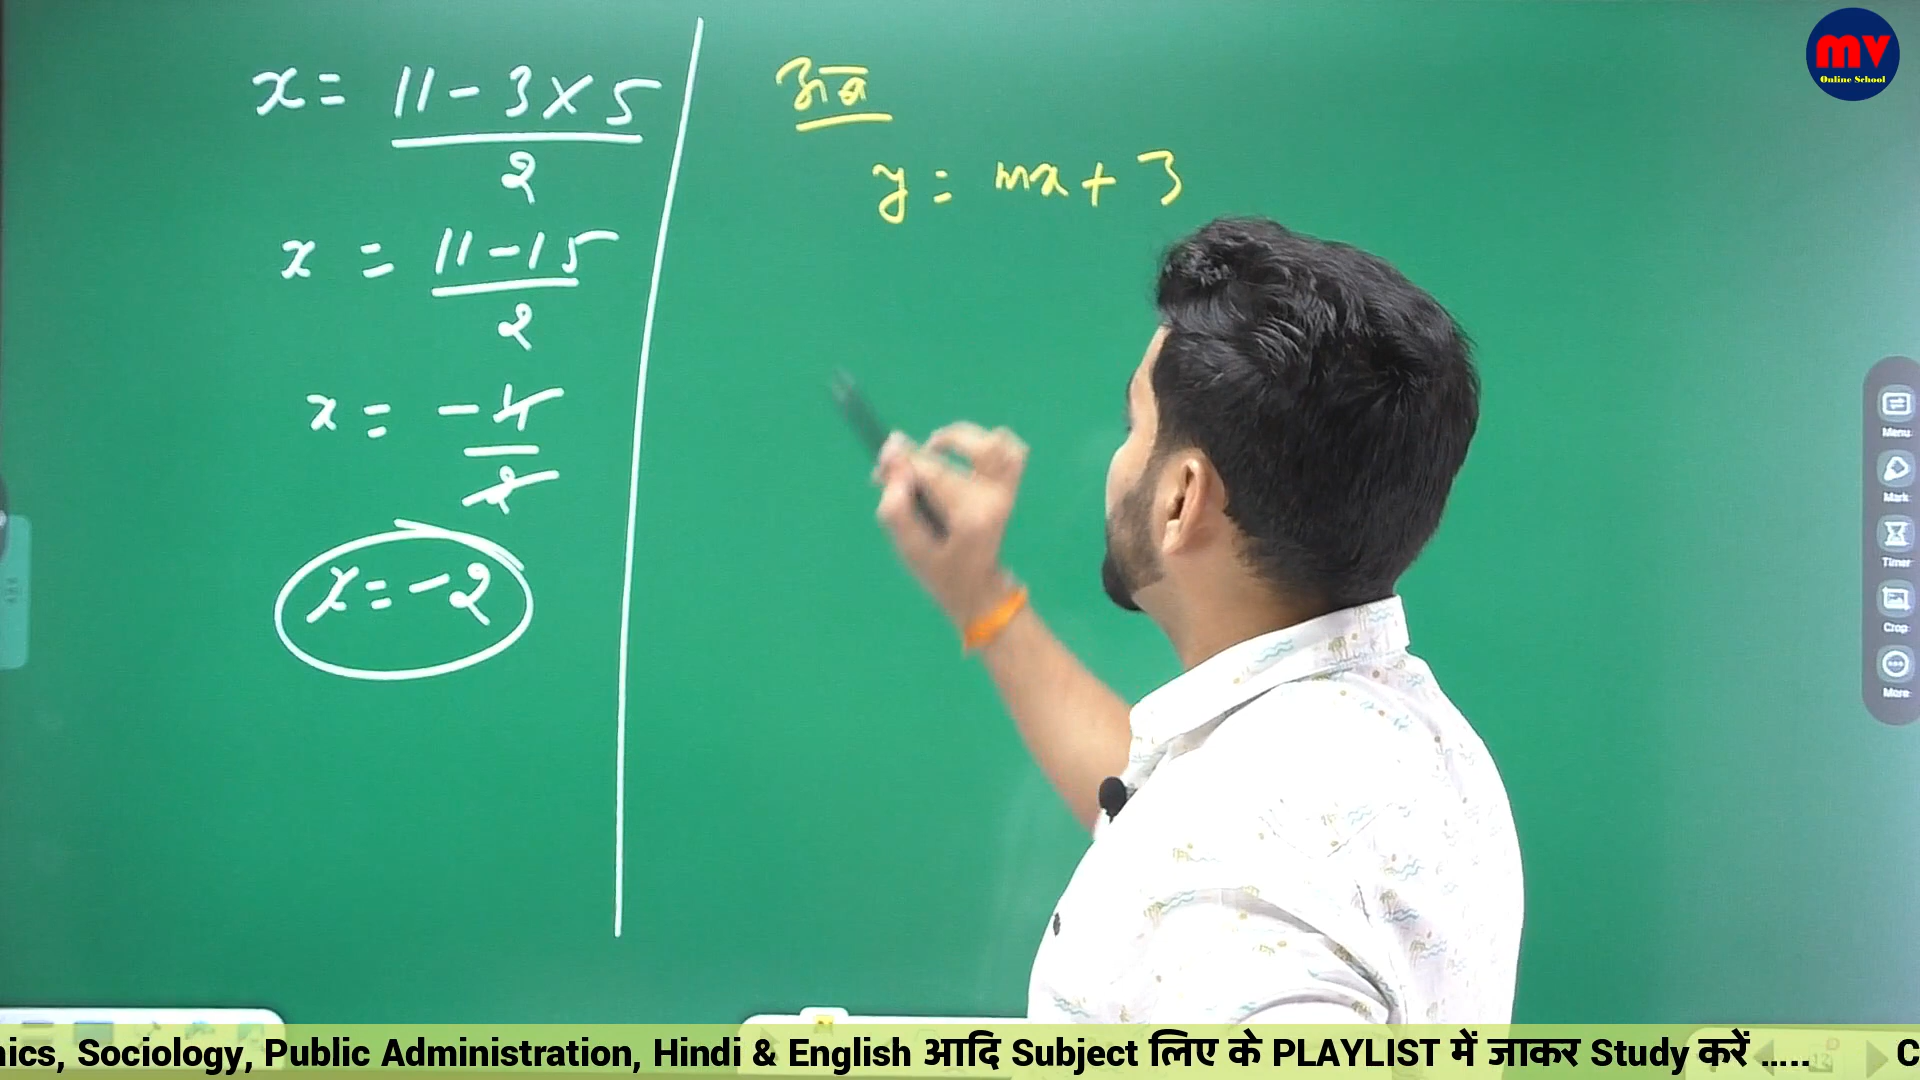 x = 11 - 3 × 5
2
x = 11 - 15
2
x = -4
2
x = -2
अब
y = mx + 3
mv
Online School
Menu
Mark
Timer
Crop
More
ics, Sociology, Public Administration, Hindi & English आदि Subject लिए के PLAYLIST में जाकर Study करें ..... C